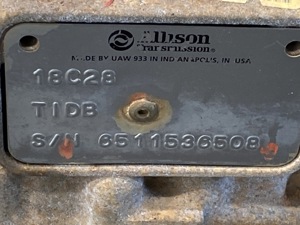 Allison
Transmission®
MADE BY UAW 933 IN INDIANAPOLIS, IN. USA
18C28
TIDB
S/N 6511536508